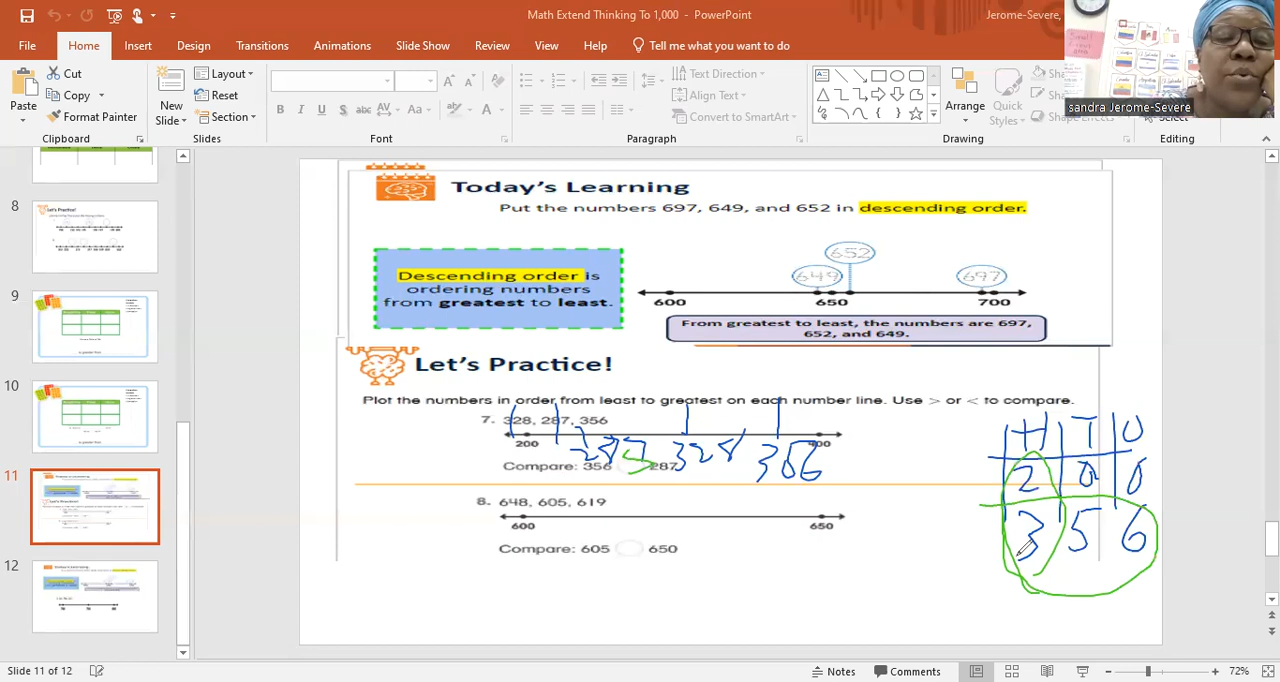 Math Extend Thinking To 1,000 - PowerPoint
Jerome-Severe,
File Home Insert Design Transitions Animations Slide Show Review View Help Tell me what you want to do
Cut
Copy
Format Painter
Paste
Clipboard
New
Slide
Layout
Reset
Section
Slides
B I U S abc AV Aa A
Font
Text Direction
Align Text
Convert to SmartArt
Paragraph
Arrange
Quick
Styles
Drawing
Select
Editing
sandra Jerome-Severe
8
9
10
11
12
Today's Learning
Put the numbers 697, 649, and 652 in descending order.
Descending order is
ordering numbers
from greatest to least.
652
649 697
600 650 700
From greatest to least, the numbers are 697,
652, and 649.
Let's Practice!
Plot the numbers in order from least to greatest on each number line. Use > or < to compare.
7. 328, 287, 356
200 400
287 328 356
Compare: 356 287
8. 648, 605, 619
600 650
Compare: 605 650
H T O
2 0 0
3 5 6
Slide 11 of 12
Notes
Comments
72%